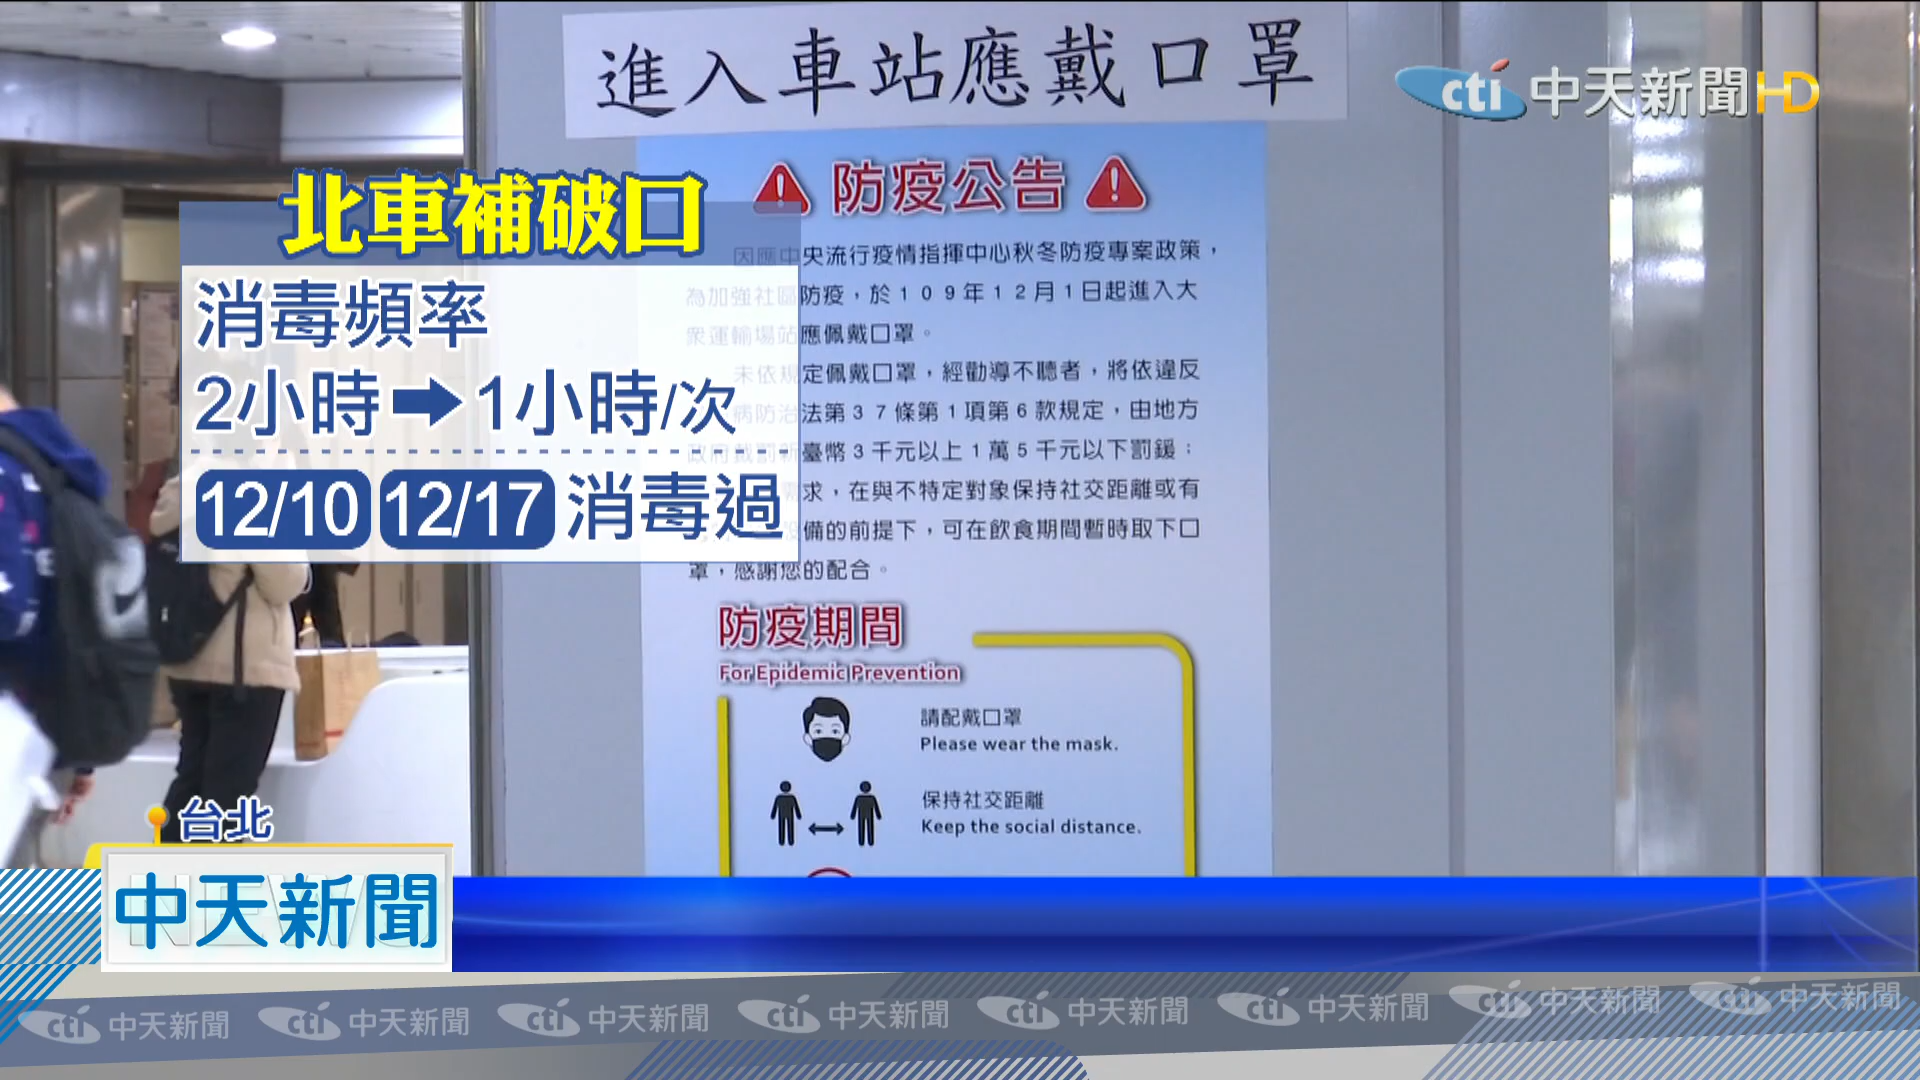 進入車站應戴口罩
cti 中天新聞HD
防疫公告
北車補破口
因應中央流行疫情指揮中心秋冬防疫專案政策，
為加強社區防疫，於109年12月1日起進入大
眾運輸場站應佩戴口罩。
未依規定佩戴口罩，經勸導不聽者，將依違反
病防治法第37條第1項第6款規定，由地方
政府裁罰新臺幣3千元以上1萬5千元以下罰鍰；
需求，在與不特定對象保持社交距離或有
備的前提下，可在飲食期間暫時取下口
罩，感謝您的配合。
消毒頻率
2小時➡1小時/次
12/10 12/17 消毒過
防疫期間
For Epidemic Prevention
請配戴口罩
Please wear the mask.
保持社交距離
Keep the social distance.
台北
中天新聞
cti 中天新聞 cti 中天新聞 cti 中天新聞 cti 中天新聞 cti 中天新聞 cti 中天新聞 cti 中天新聞 cti 中天新聞